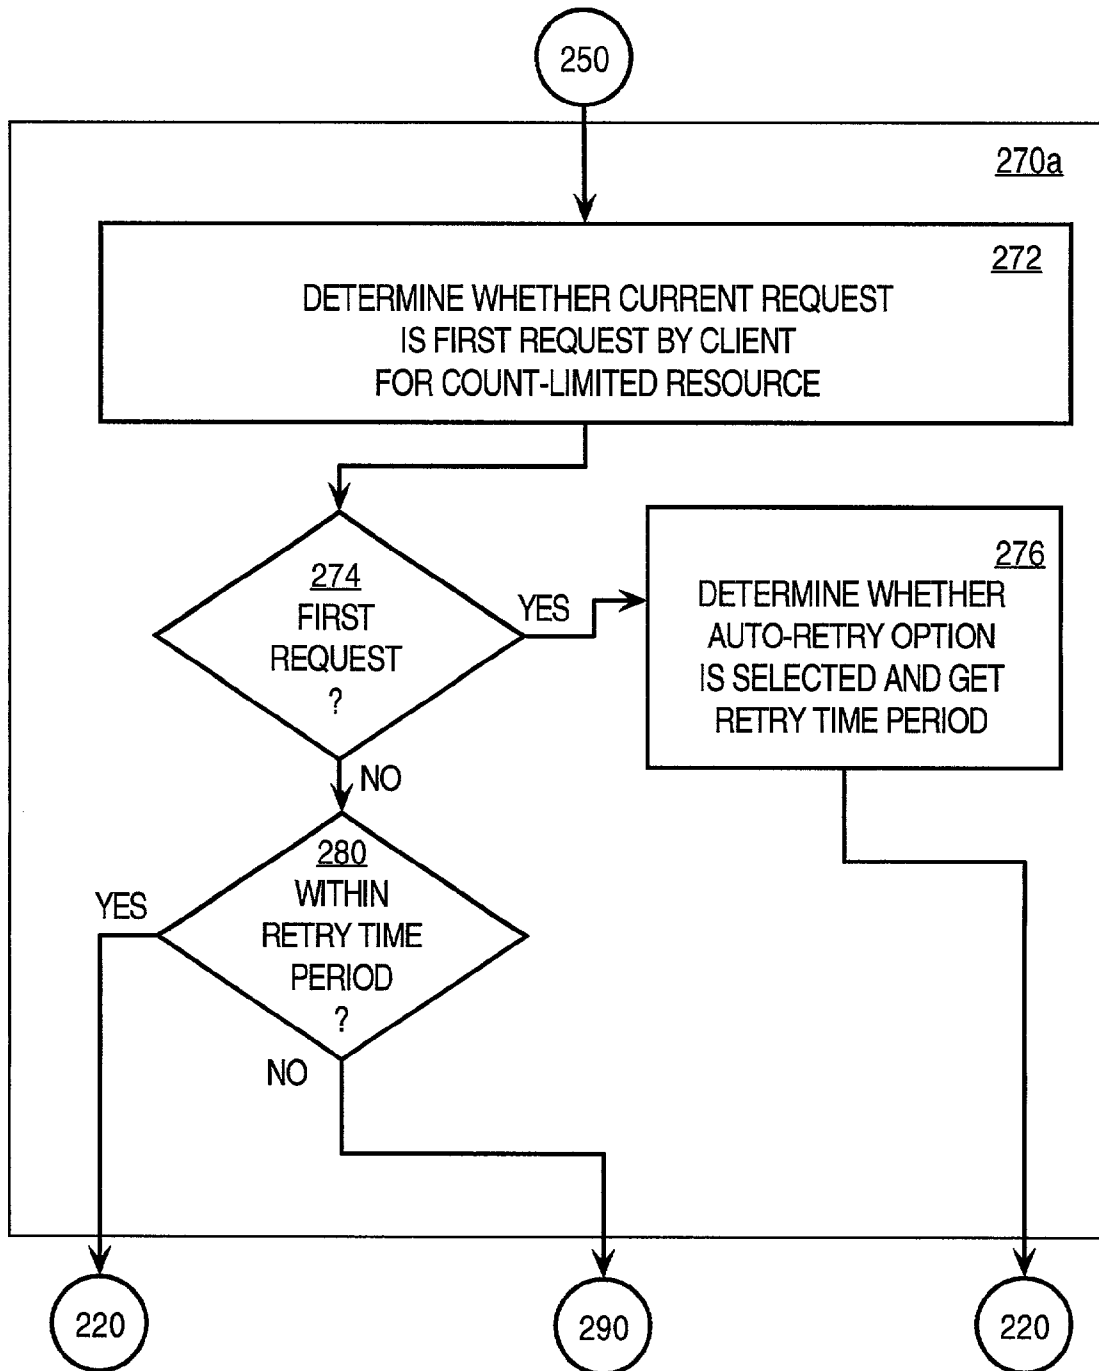 250
270a
272
DETERMINE WHETHER CURRENT REQUEST
IS FIRST REQUEST BY CLIENT
FOR COUNT-LIMITED RESOURCE
274
FIRST
REQUEST
?
YES
NO
276
DETERMINE WHETHER
AUTO-RETRY OPTION
IS SELECTED AND GET
RETRY TIME PERIOD
280
WITHIN
RETRY TIME
PERIOD
?
YES
NO
220
290
220